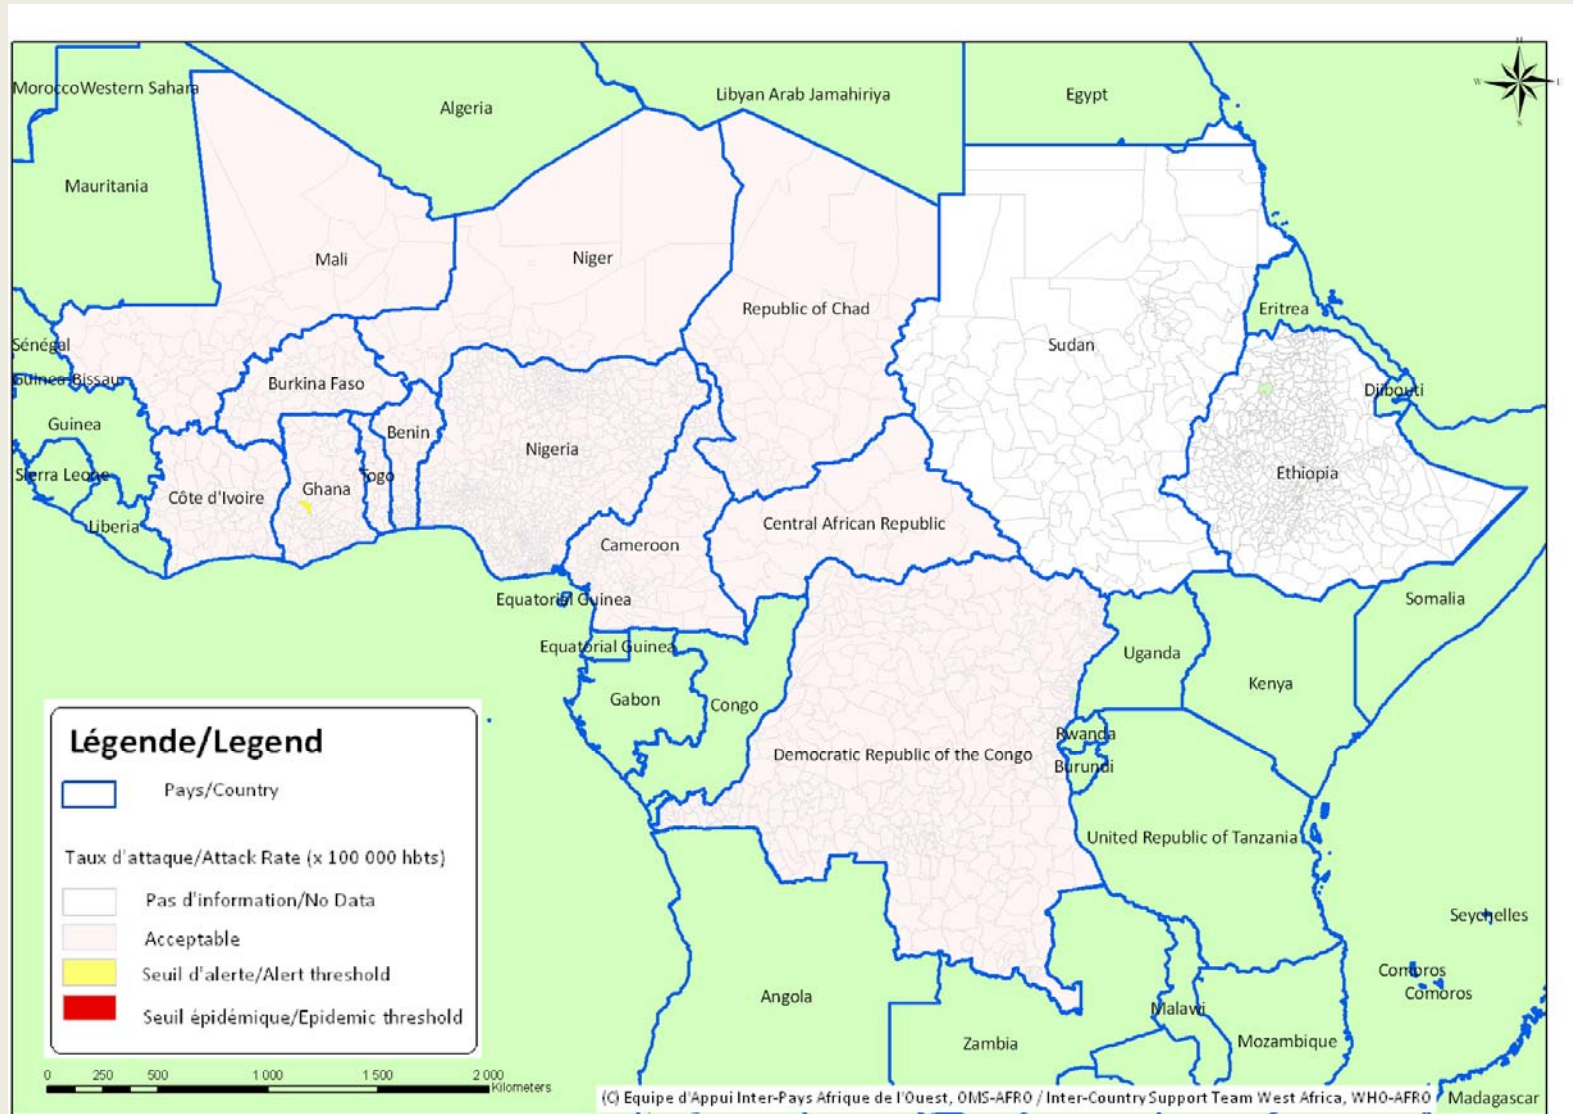 N
W
E
S
Morocco
Western Sahara
Algeria
Libyan Arab Jamahiriya
Egypt
Mauritania
Mali
Niger
Republic of Chad
Sudan
Eritrea
Sénégal
Guinea-Bissau
Burkina Faso
Djibouti
Guinea
Benin
Nigeria
Sierra Leone
Côte d'Ivoire
Ghana
Togo
Ethiopia
Liberia
Central African Republic
Cameroon
Equatorial Guinea
Somalia
Equatorial Guinea
Uganda
Kenya
Gabon
Congo
Rwanda
Democratic Republic of the Congo
Burundi
United Republic of Tanzania
Seychelles
Comoros
Comoros
Angola
Malawi
Zambia
Mozambique
Madagascar
Légende/Legend
Pays/Country
Taux d'attaque/Attack Rate (x 100 000 hbts)
Pas d'information/No Data
Acceptable
Seuil d'alerte/Alert threshold
Seuil épidémique/Epidemic threshold
0 250 500 1 000 1 500 2 000
Kilometers
(C) Equipe d'Appui Inter-Pays Afrique de l'Ouest, OMS-AFRO / Inter-Country Support Team West Africa, WHO-AFRO